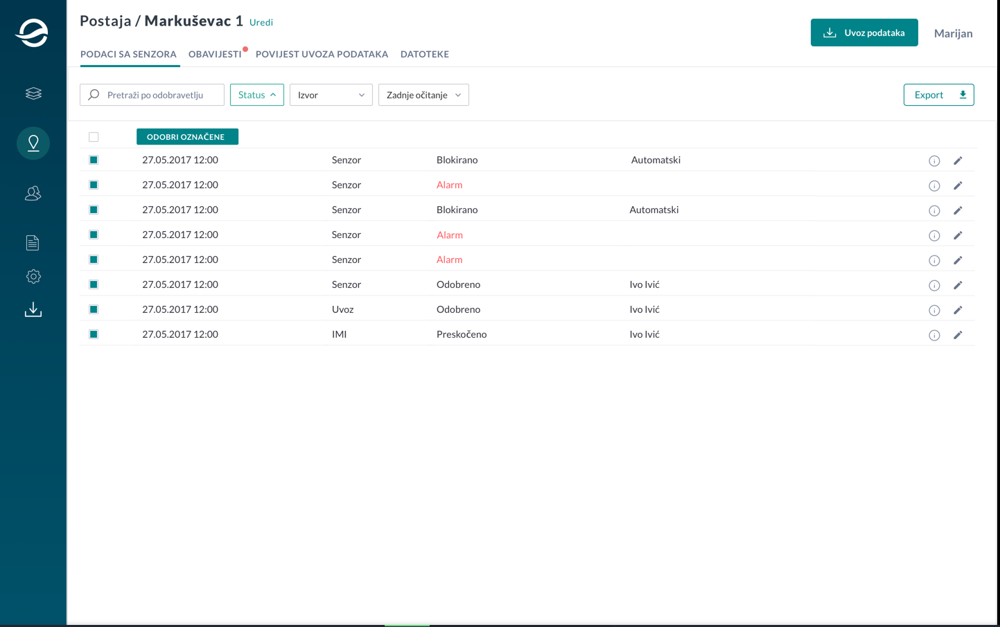 Postaja / Markuševac 1 Uredi
Uvoz podataka Marijan
PODACI SA SENZORA OBAVIJESTI POVIJEST UVOZA PODATAKA DATOTEKE
Pretraži po odobravetlju Status Izvor Zadnje očitanje Export
ODOBRI OZNAČENE
27.05.2017 12:00 Senzor Blokirano Automatski
27.05.2017 12:00 Senzor Alarm
27.05.2017 12:00 Senzor Blokirano Automatski
27.05.2017 12:00 Senzor Alarm
27.05.2017 12:00 Senzor Alarm
27.05.2017 12:00 Senzor Odobreno Ivo Ivić
27.05.2017 12:00 Uvoz Odobreno Ivo Ivić
27.05.2017 12:00 IMI Preskočeno Ivo Ivić